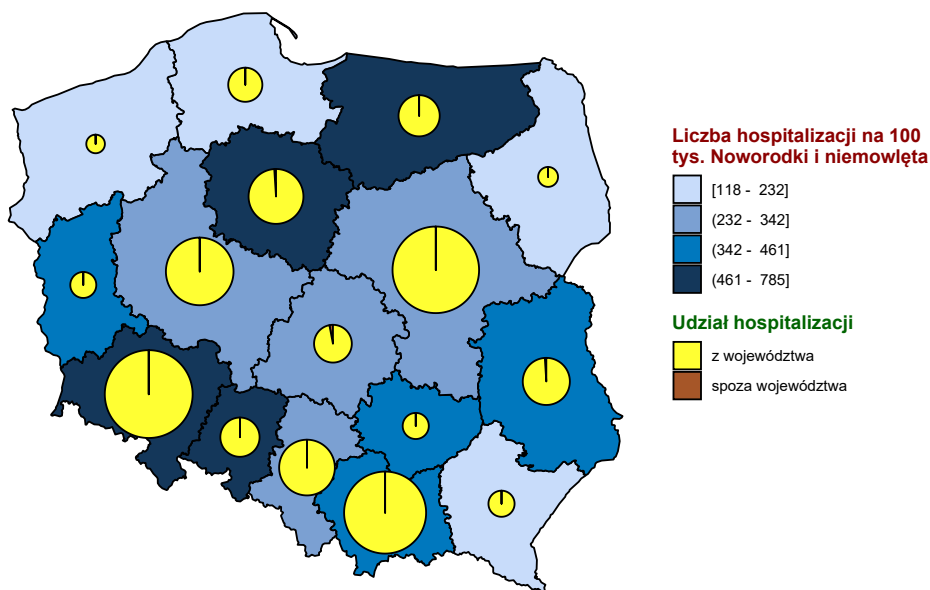 Liczba hospitalizacji na 100
tys. Noworodki i niemowlęta
[118 - 232]
(232 - 342]
(342 - 461]
(461 - 785]
Udział hospitalizacji
z województwa
spoza województwa